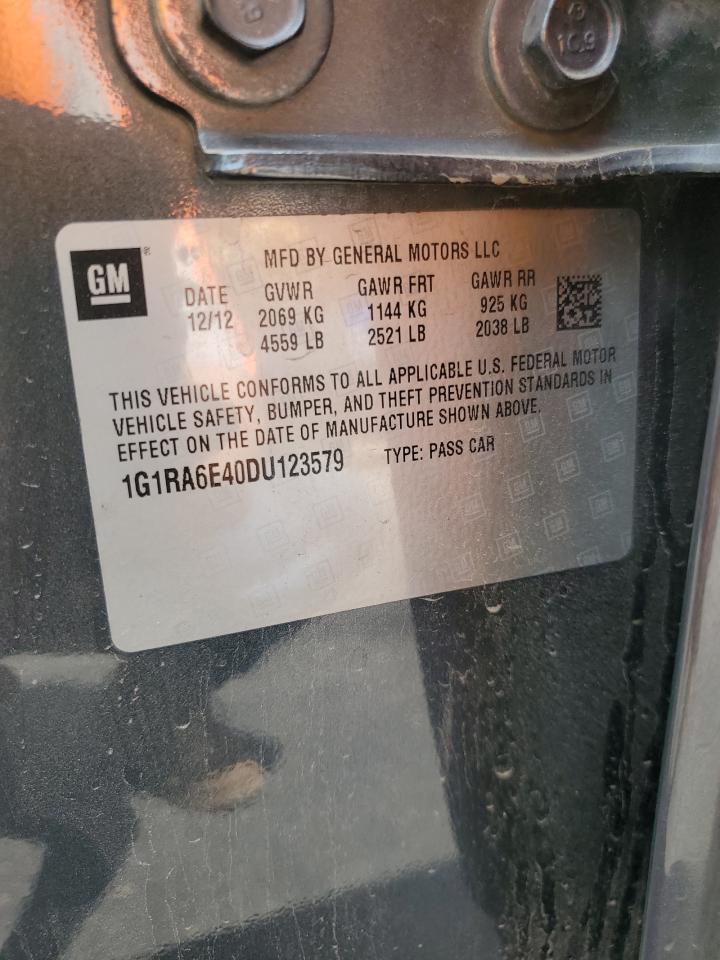 10.9
GM
MFD BY GENERAL MOTORS LLC
DATE GVWR GAWR FRT GAWR RR
12/12 2069 KG 1144 KG 925 KG
4559 LB 2521 LB 2038 LB
THIS VEHICLE CONFORMS TO ALL APPLICABLE U.S. FEDERAL MOTOR
VEHICLE SAFETY, BUMPER, AND THEFT PREVENTION STANDARDS IN
EFFECT ON THE DATE OF MANUFACTURE SHOWN ABOVE.
1G1RA6E40DU123579 TYPE: PASS CAR